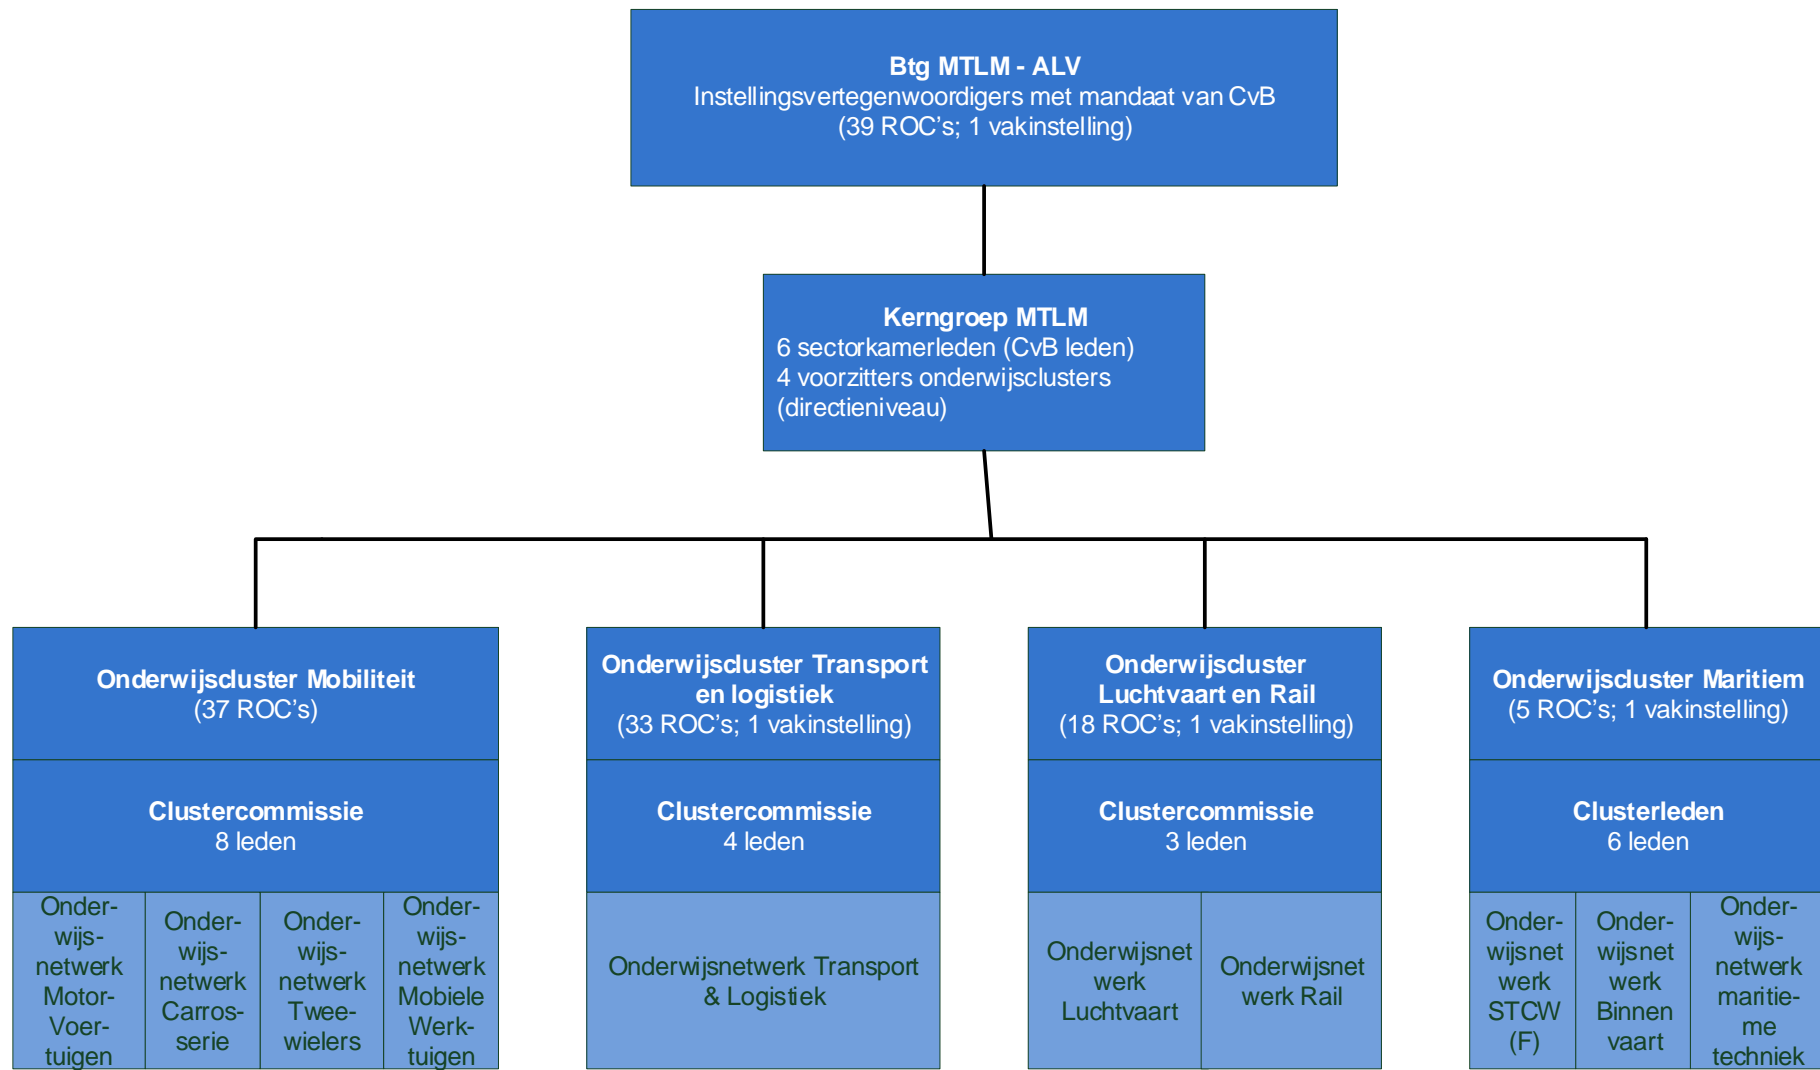 Btg MTLM - ALV
Instellingsvertegenwoordigers met mandaat van CvB
(39 ROC's; 1 vakinstelling)
Kerngroep MTLM
6 sectorkamerleden (CvB leden)
4 voorzitters onderwijsclusters
(directieniveau)
Onderwijscluster Mobiliteit
(37 ROC's)
Clustercommissie
8 leden
Onder-
wijs-
netwerk
Motor-
Voer-
tuigen
Onder-
wijs-
netwerk
Carros-
serie
Onder-
wijs-
netwerk
Twee-
wielers
Onder-
wijs-
netwerk
Mobiele
Werk-
tuigen
Onderwijscluster Transport
en logistiek
(33 ROC's; 1 vakinstelling)
Clustercommissie
4 leden
Onderwijsnetwerk Transport
& Logistiek
Onderwijscluster
Luchtvaart en Rail
(18 ROC's; 1 vakinstelling)
Clustercommissie
3 leden
Onderwijsnet
werk
Luchtvaart
Onderwijsnet
werk Rail
Onderwijscluster Maritiem
(5 ROC's; 1 vakinstelling)
Clusterleden
6 leden
Onder-
wijsnet
werk
STCW
(F)
Onder-
wijsnet
werk
Binnen
vaart
Onder-
wijs-
netwerk
maritie-
me
techniek